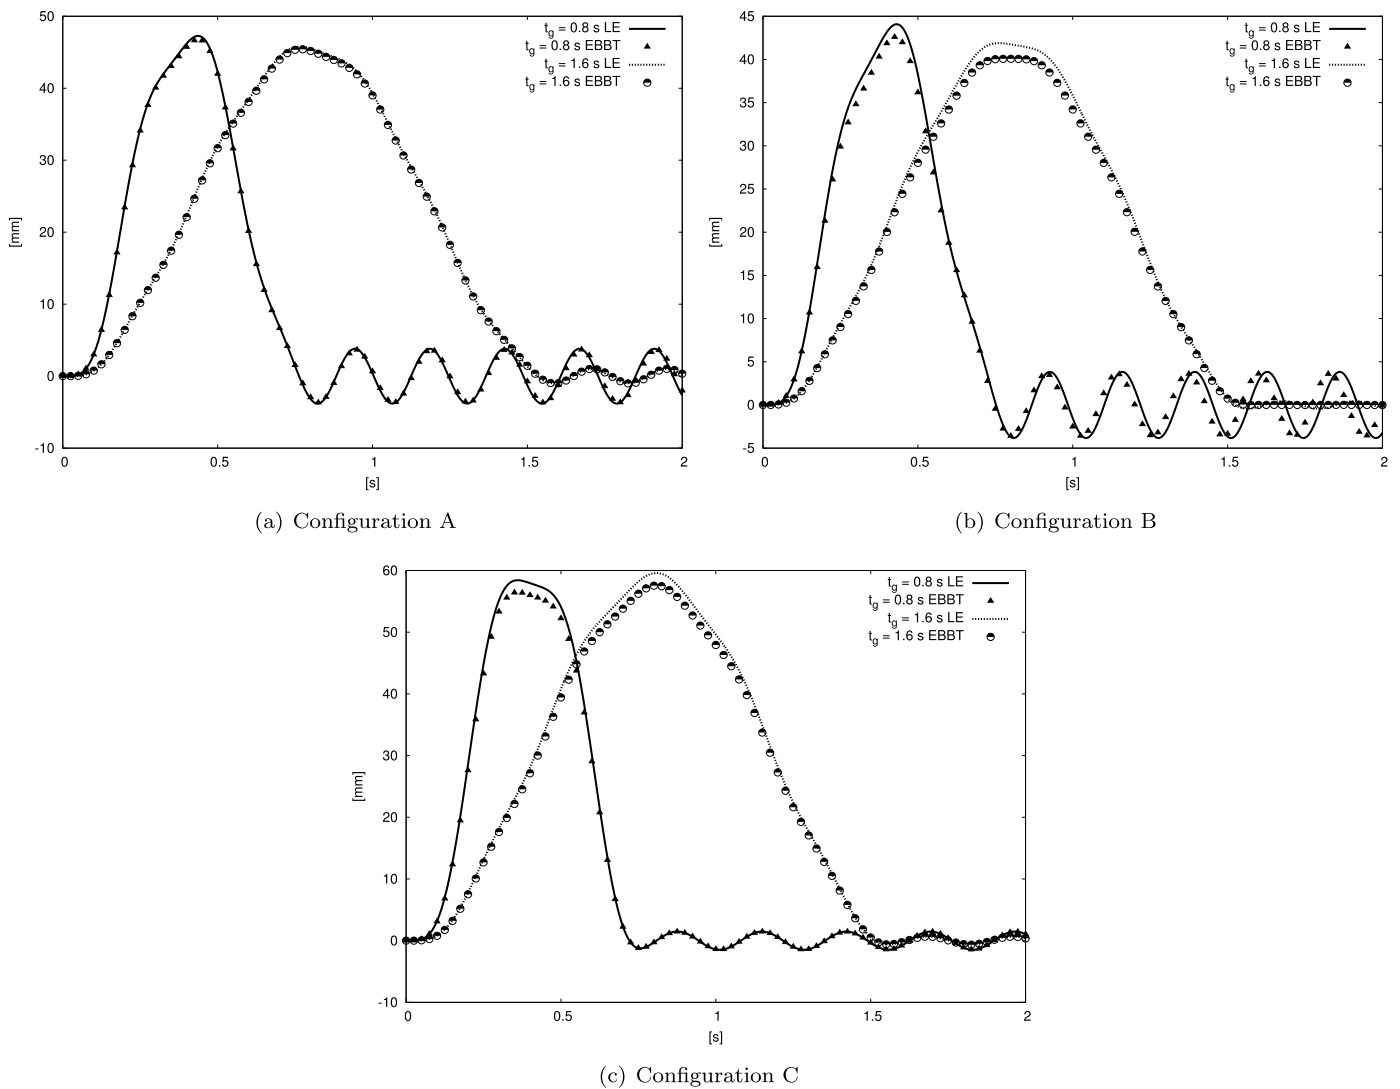 50
40
30
20
10
0
-10
[mm]
0 0.5 1 1.5 2
[s]
t_g = 0.8 s LE
t_g = 0.8 s EBBT
t_g = 1.6 s LE
t_g = 1.6 s EBBT
(a) Configuration A
45
40
35
30
25
20
15
10
5
0
-5
[mm]
0 0.5 1 1.5 2
[s]
t_g = 0.8 s LE
t_g = 0.8 s EBBT
t_g = 1.6 s LE
t_g = 1.6 s EBBT
(b) Configuration B
60
50
40
30
20
10
0
-10
[mm]
0 0.5 1 1.5 2
[s]
t_g = 0.8 s LE
t_g = 0.8 s EBBT
t_g = 1.6 s LE
t_g = 1.6 s EBBT
(c) Configuration C